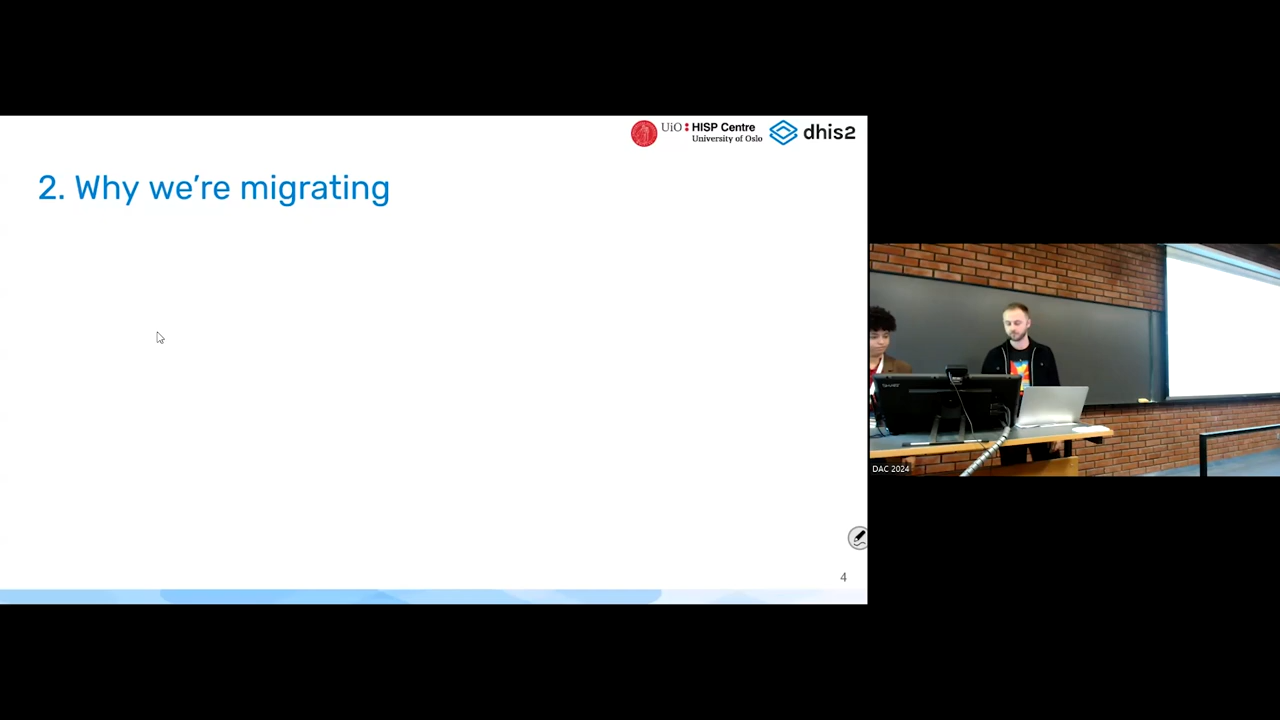 UiO : HISP Centre
University of Oslo
dhis2
2. Why we're migrating
DAC 2024
4